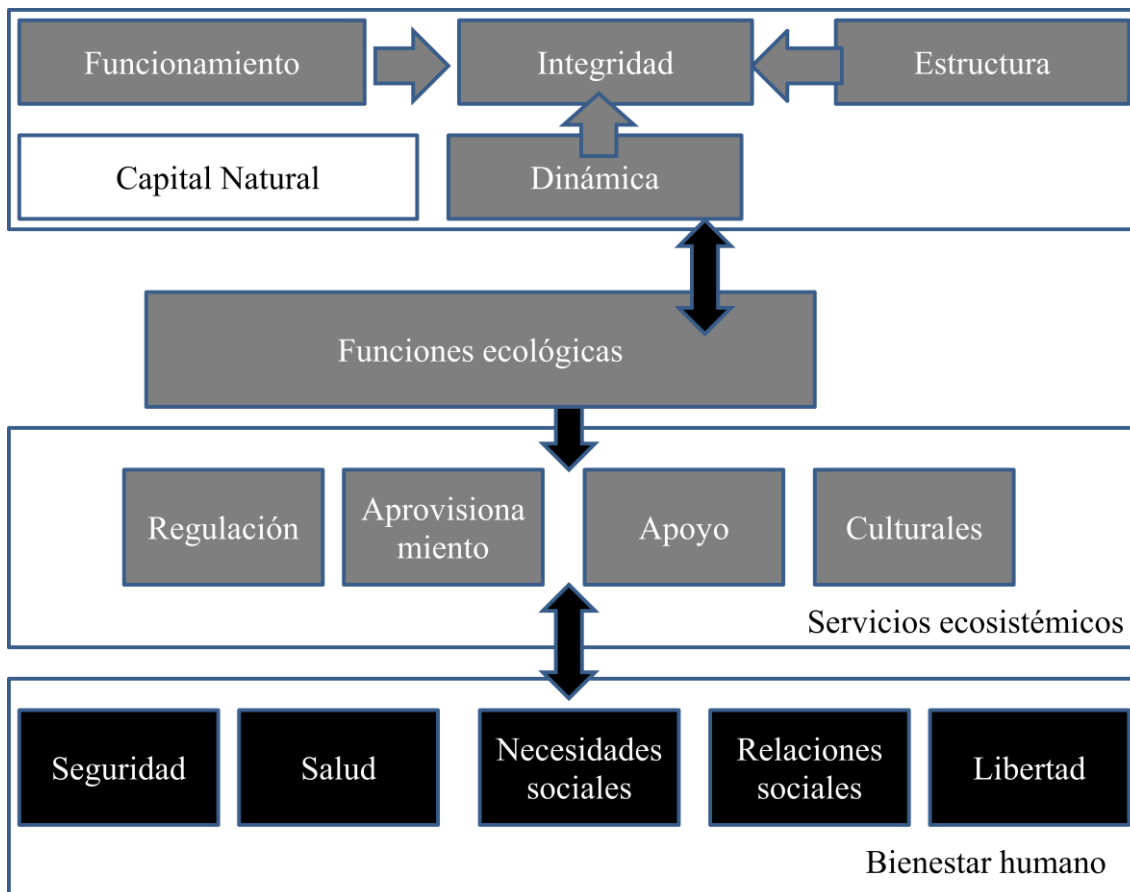 Funcionamiento
Integridad
Estructura
Capital Natural
Dinámica
Funciones ecológicas
Regulación
Aprovisiona
miento
Apoyo
Culturales
Servicios ecosistémicos
Seguridad
Salud
Necesidades
sociales
Relaciones
sociales
Libertad
Bienestar humano